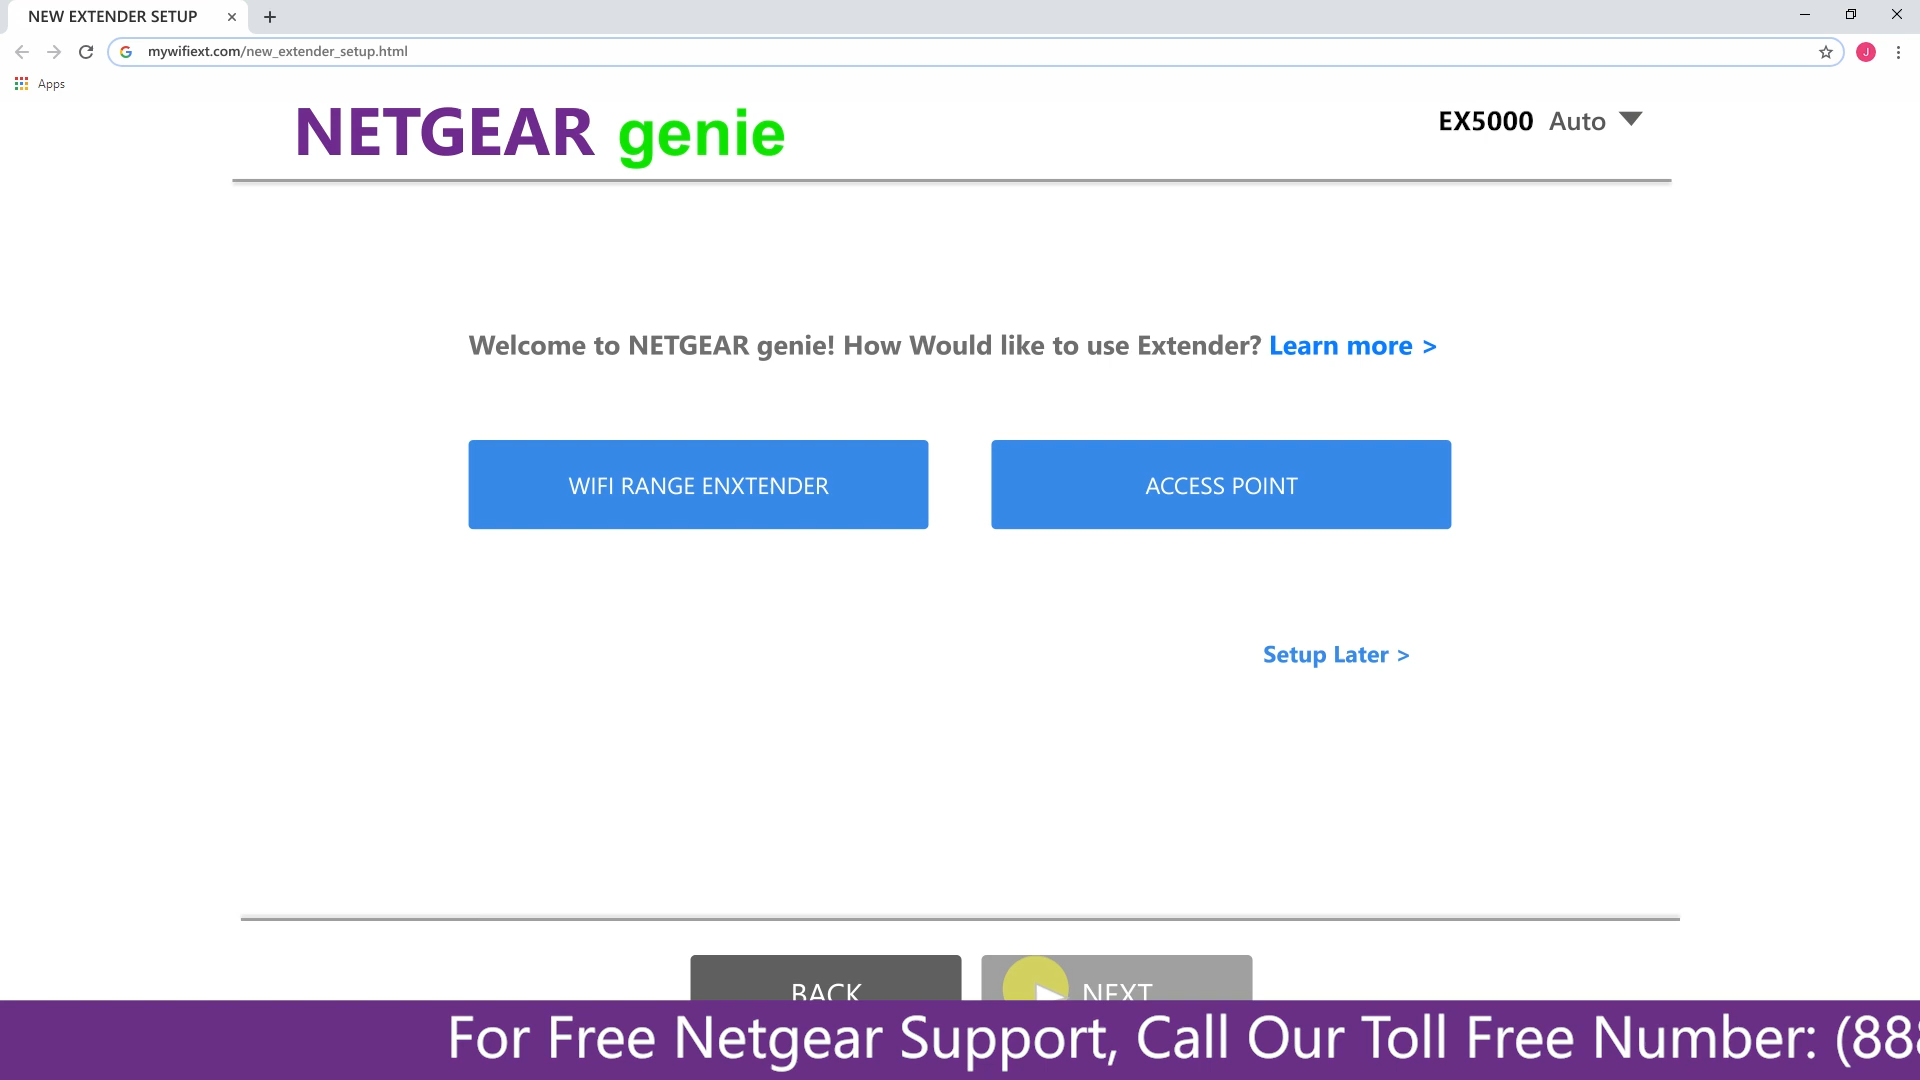 NEW EXTENDER SETUP
mywifiext.com/new_extender_setup.html
J
Apps
NETGEAR genie
EX5000 Auto
Welcome to NETGEAR genie! How Would like to use Extender? Learn more >
WIFI RANGE ENXTENDER
ACCESS POINT
Setup Later >
BACK
NEXT
For Free Netgear Support, Call Our Toll Free Number: (888